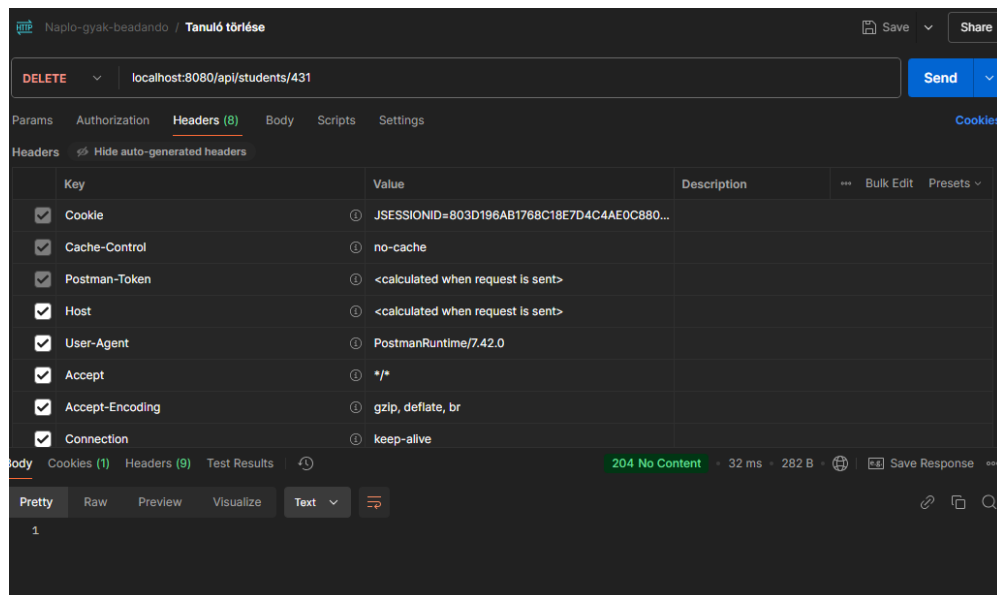 HTTP Naplo-gyak-beadando / Tanuló törlése Save Share
DELETE localhost:8080/api/students/431 Send
Params Authorization Headers (8) Body Scripts Settings Cookies
Headers Hide auto-generated headers
Key Value Description Bulk Edit Presets
Cookie JSESSIONID=803D196AB1768C18E7D4C4AE0C880...
Cache-Control no-cache
Postman-Token <calculated when request is sent>
Host <calculated when request is sent>
User-Agent PostmanRuntime/7.42.0
Accept */*
Accept-Encoding gzip, deflate, br
Connection keep-alive
Body Cookies (1) Headers (9) Test Results 204 No Content 32 ms 282 B e.g. Save Response
Pretty Raw Preview Visualize Text
1